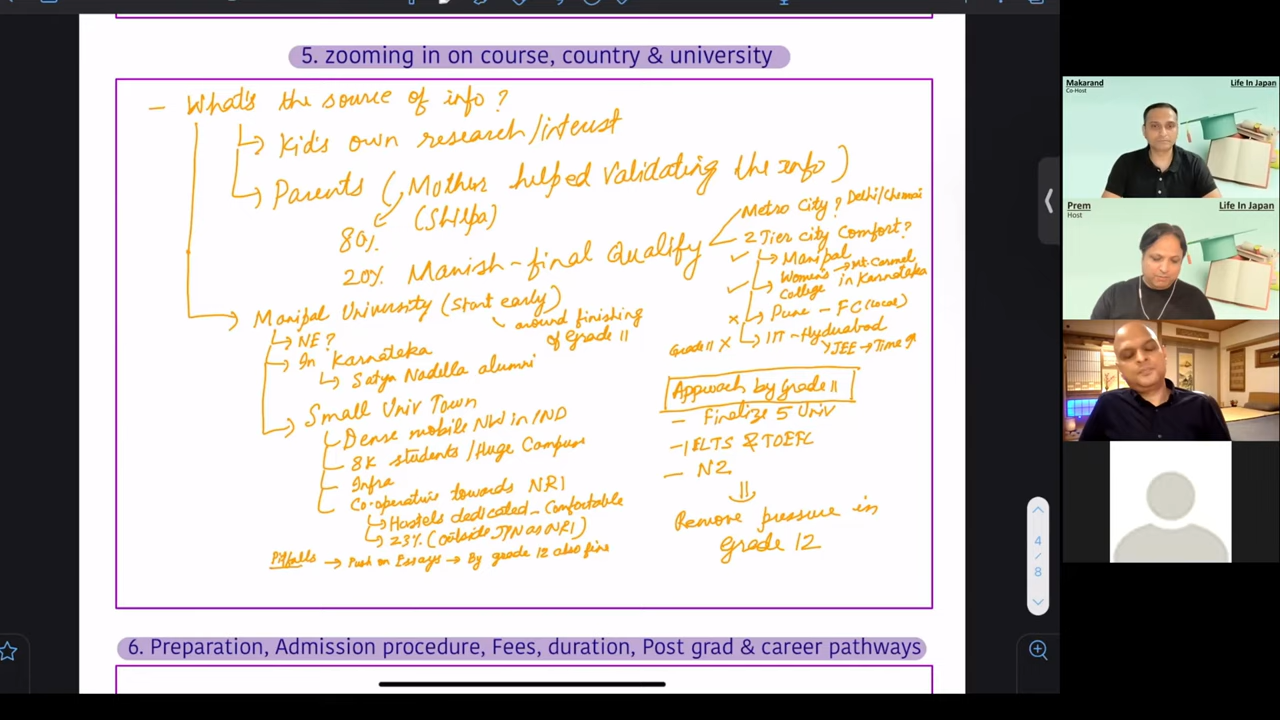 5. zooming in on course, country & university
- What's the source of info ?
Kid's own research/interest
Parents (Mother helped validating the info)
(Shilpa)
80%
20% Manish - final Qualify
Metro city? Delhi/Chennai
2 Tier city Comfort?
✓ Manipal
✓ Women's College → Mt. Carmel in Karnateka
x Pune - FC (local)
Grade 11 x IIT - Hyderabad
JEE → Time ↑
Manipal University (Start early)
around finishing of Grade 11
NE ?
In Karnateka
Satya Nadella alumni
Small Univ Town
Dense mobile NW in IND
8K students/Huge Campus
Infra
Co-operative towards NRI
Hostels dedicated - Comfortable
23% (Outside JPN as NRI)
Pitfalls → Push on Essays → By grade 12 also fine
Approach by grade 11
- Finalize 5 Univ
- IELTS & TOEFL
- N2
Remove pressure in
grade 12
6. Preparation, Admission procedure, Fees, duration, Post grad & career pathways
4
/
8
Makarand
Co-Host
Life In Japan
Prem
Host
Life In Japan